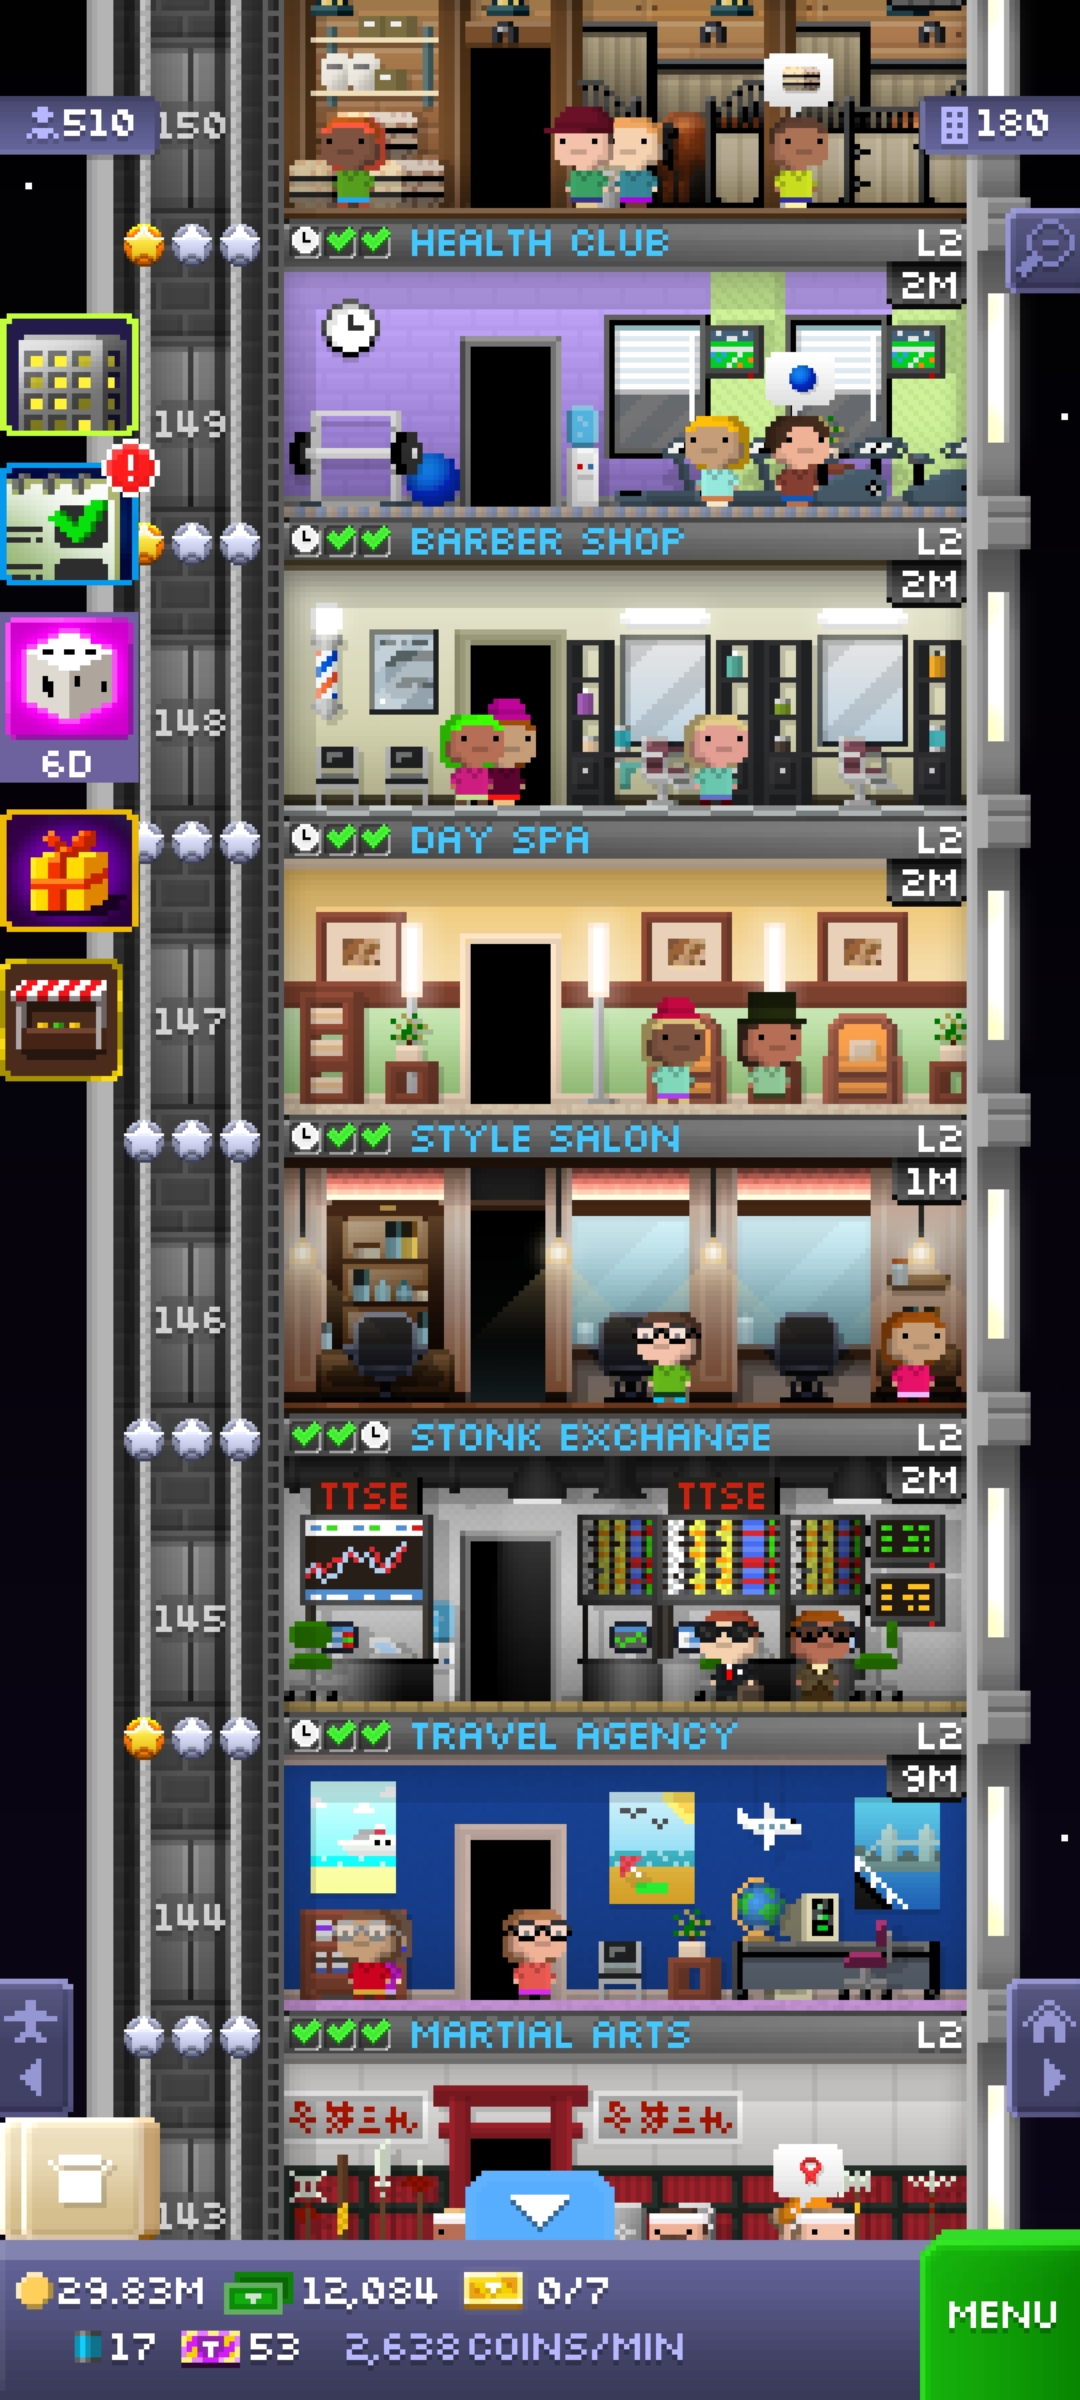 510
150
180
HEALTH CLUB
L2
2M
149
BARBER SHOP
L2
2M
6D
148
DAY SPA
L2
2M
147
STYLE SALON
L2
1M
146
STONK EXCHANGE
L2
2M
TTSE
TTSE
145
TRAVEL AGENCY
L2
9M
144
MARTIAL ARTS
L2
143
29.83M
12,084
0/7
MENU
17
T
53
2,638 COINS/MIN